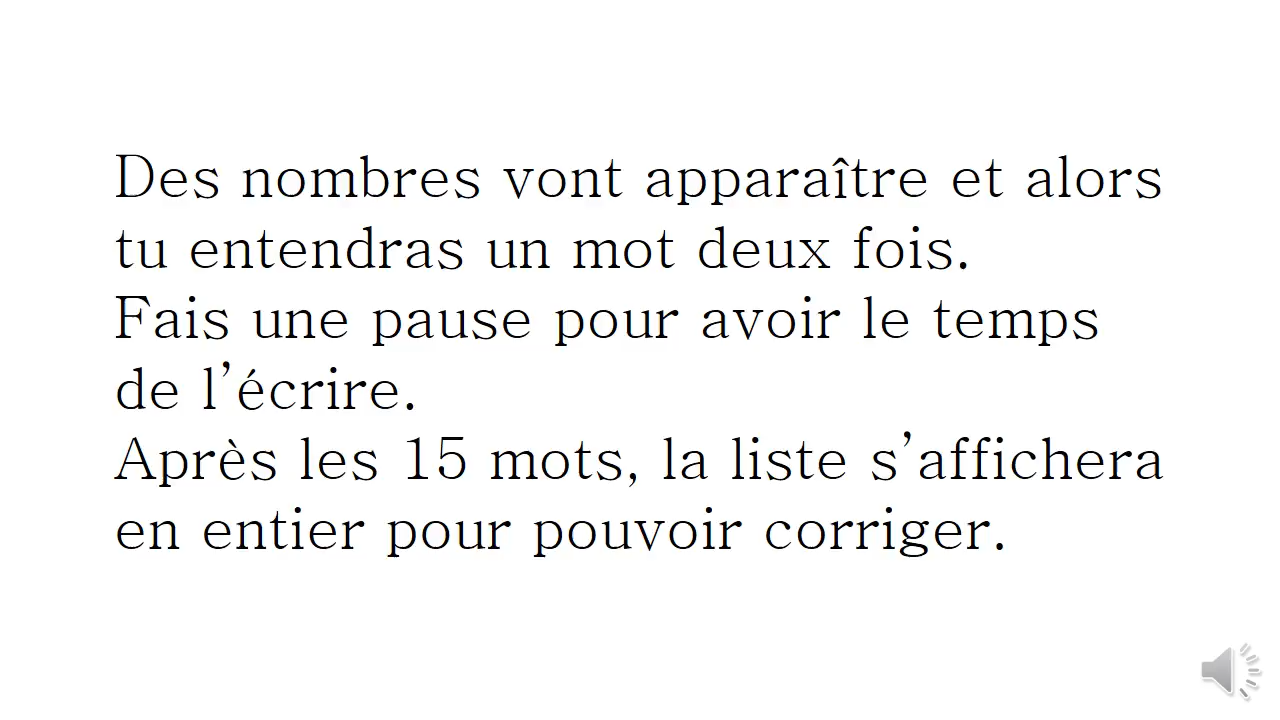 Des nombres vont apparaître et alors
tu entendras un mot deux fois.
Fais une pause pour avoir le temps
de l’écrire.
Après les 15 mots, la liste s’affichera
en entier pour pouvoir corriger.